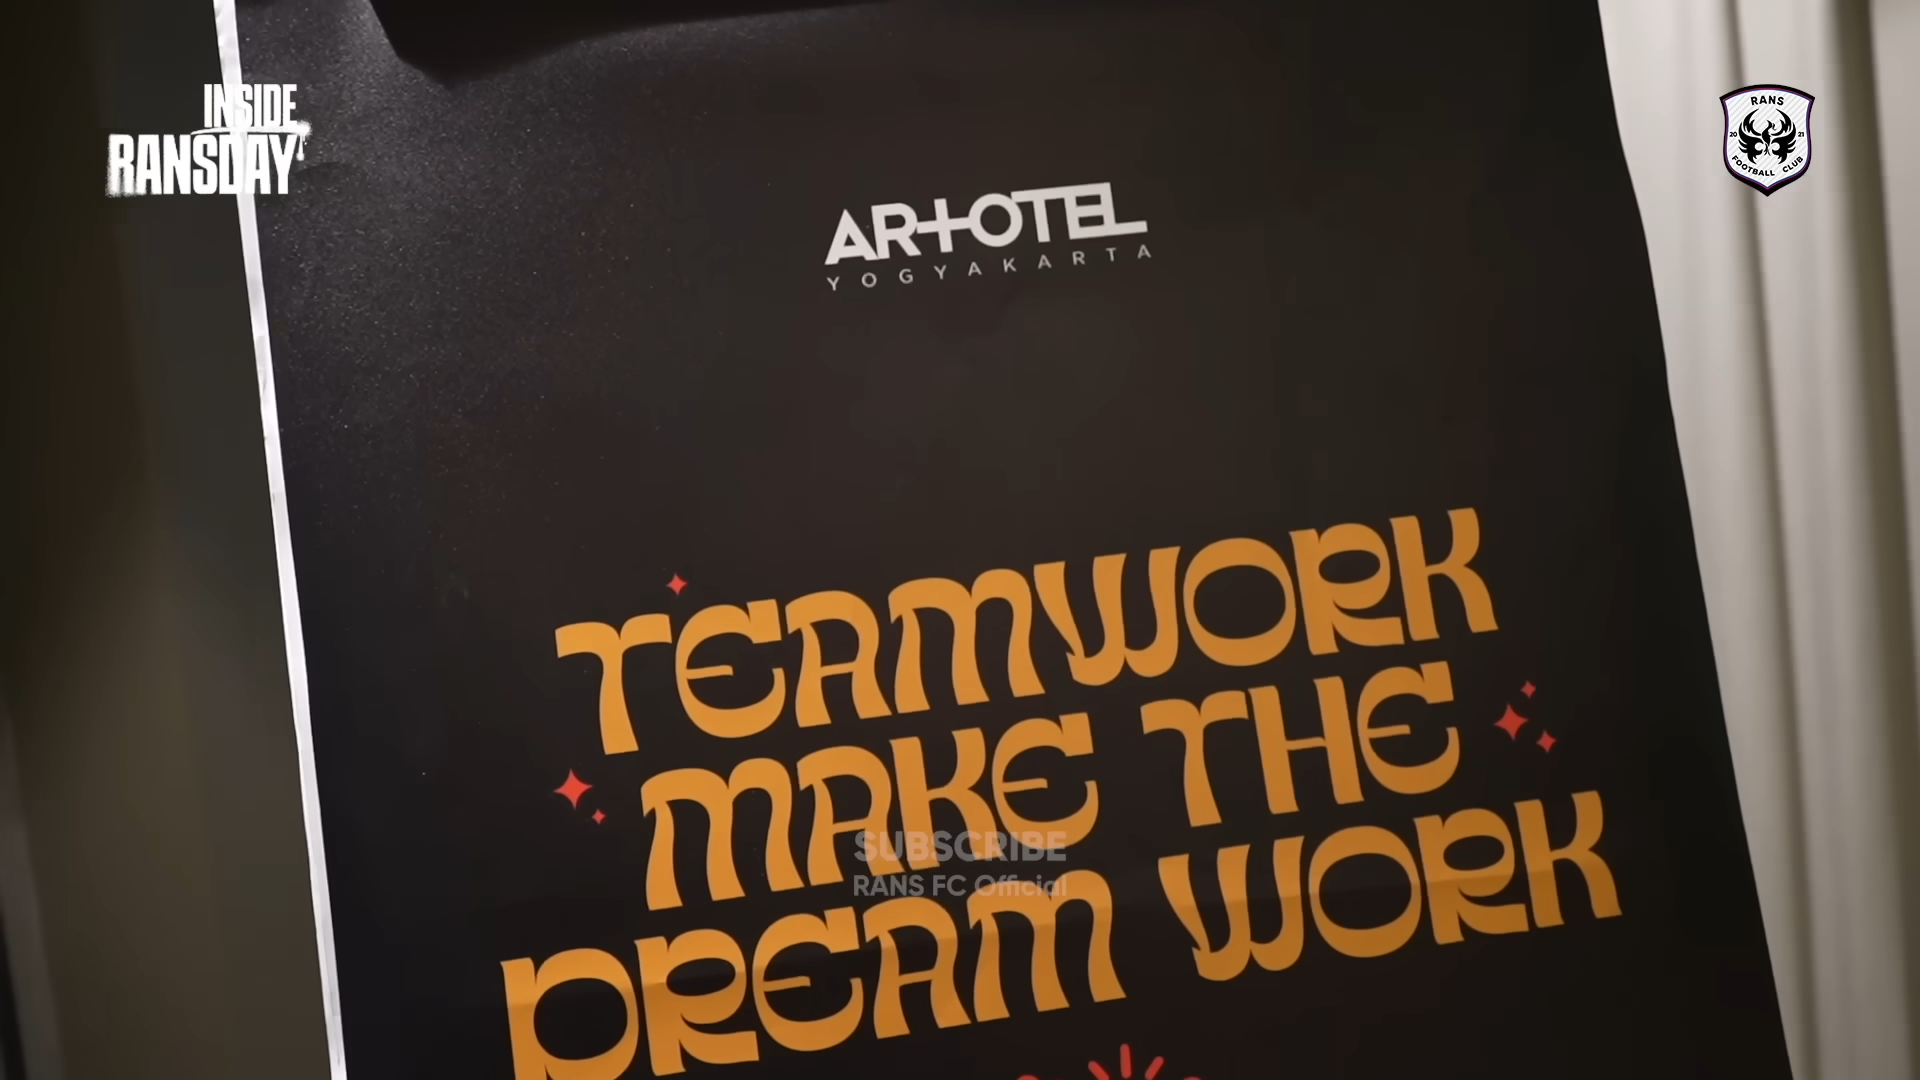 INSIDE
RANSDAY
RANS
20 21
FOOTBALL CLUB
ARTOTEL
YOGYAKARTA
TEAMWORK
MAKE THE
DREAM WORK
SUBSCRIBE
RANS FC Official